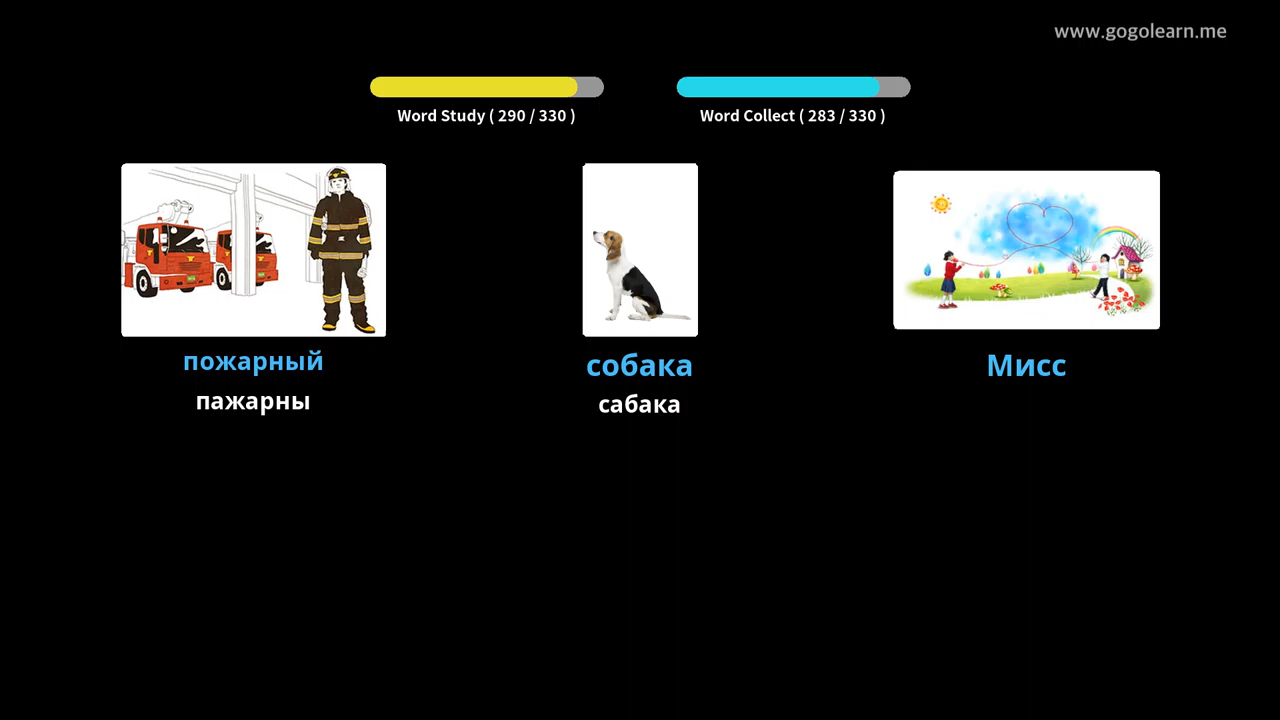 www.gogolearn.me
Word Study ( 290 / 330 )
Word Collect ( 283 / 330 )
пожарный
пажарны
собака
сабака
Мисс